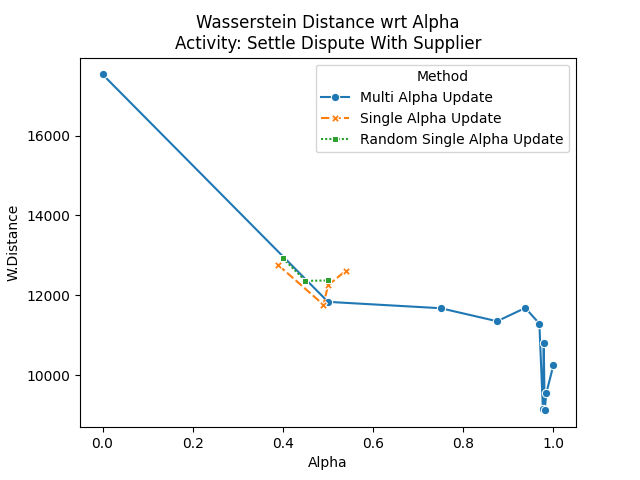 Wasserstein Distance wrt Alpha
Activity: Settle Dispute With Supplier
Method
Multi Alpha Update
Single Alpha Update
Random Single Alpha Update
W.Distance
16000
14000
12000
10000
0.0 0.2 0.4 0.6 0.8 1.0
Alpha